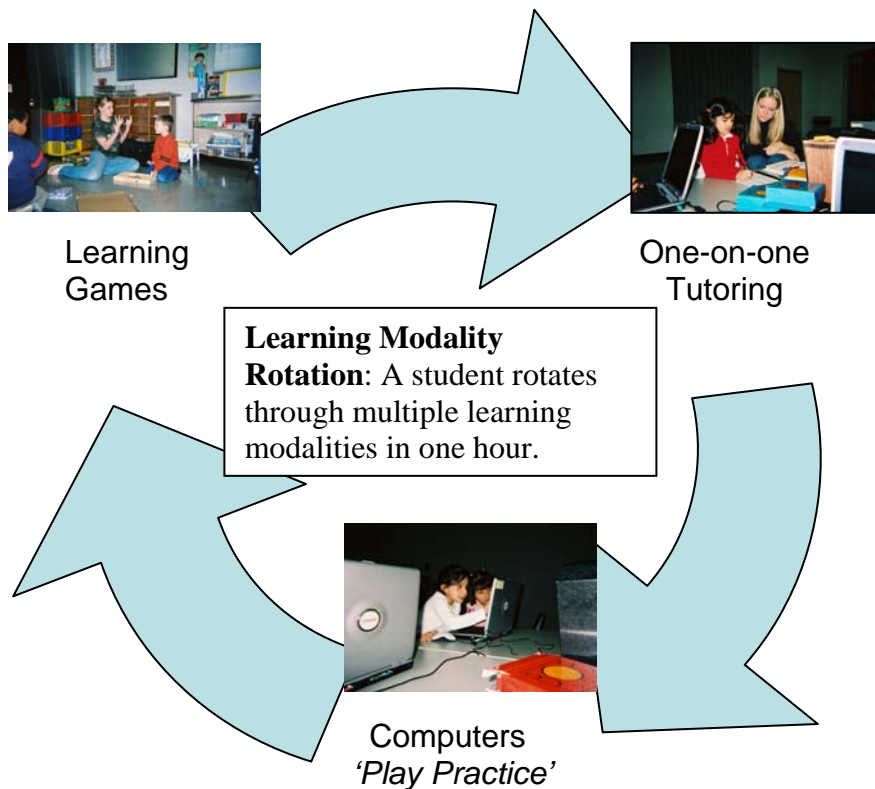 Learning
Games
One-on-one
Tutoring
Learning Modality
Rotation: A student rotates
through multiple learning
modalities in one hour.
Computers
'Play Practice'